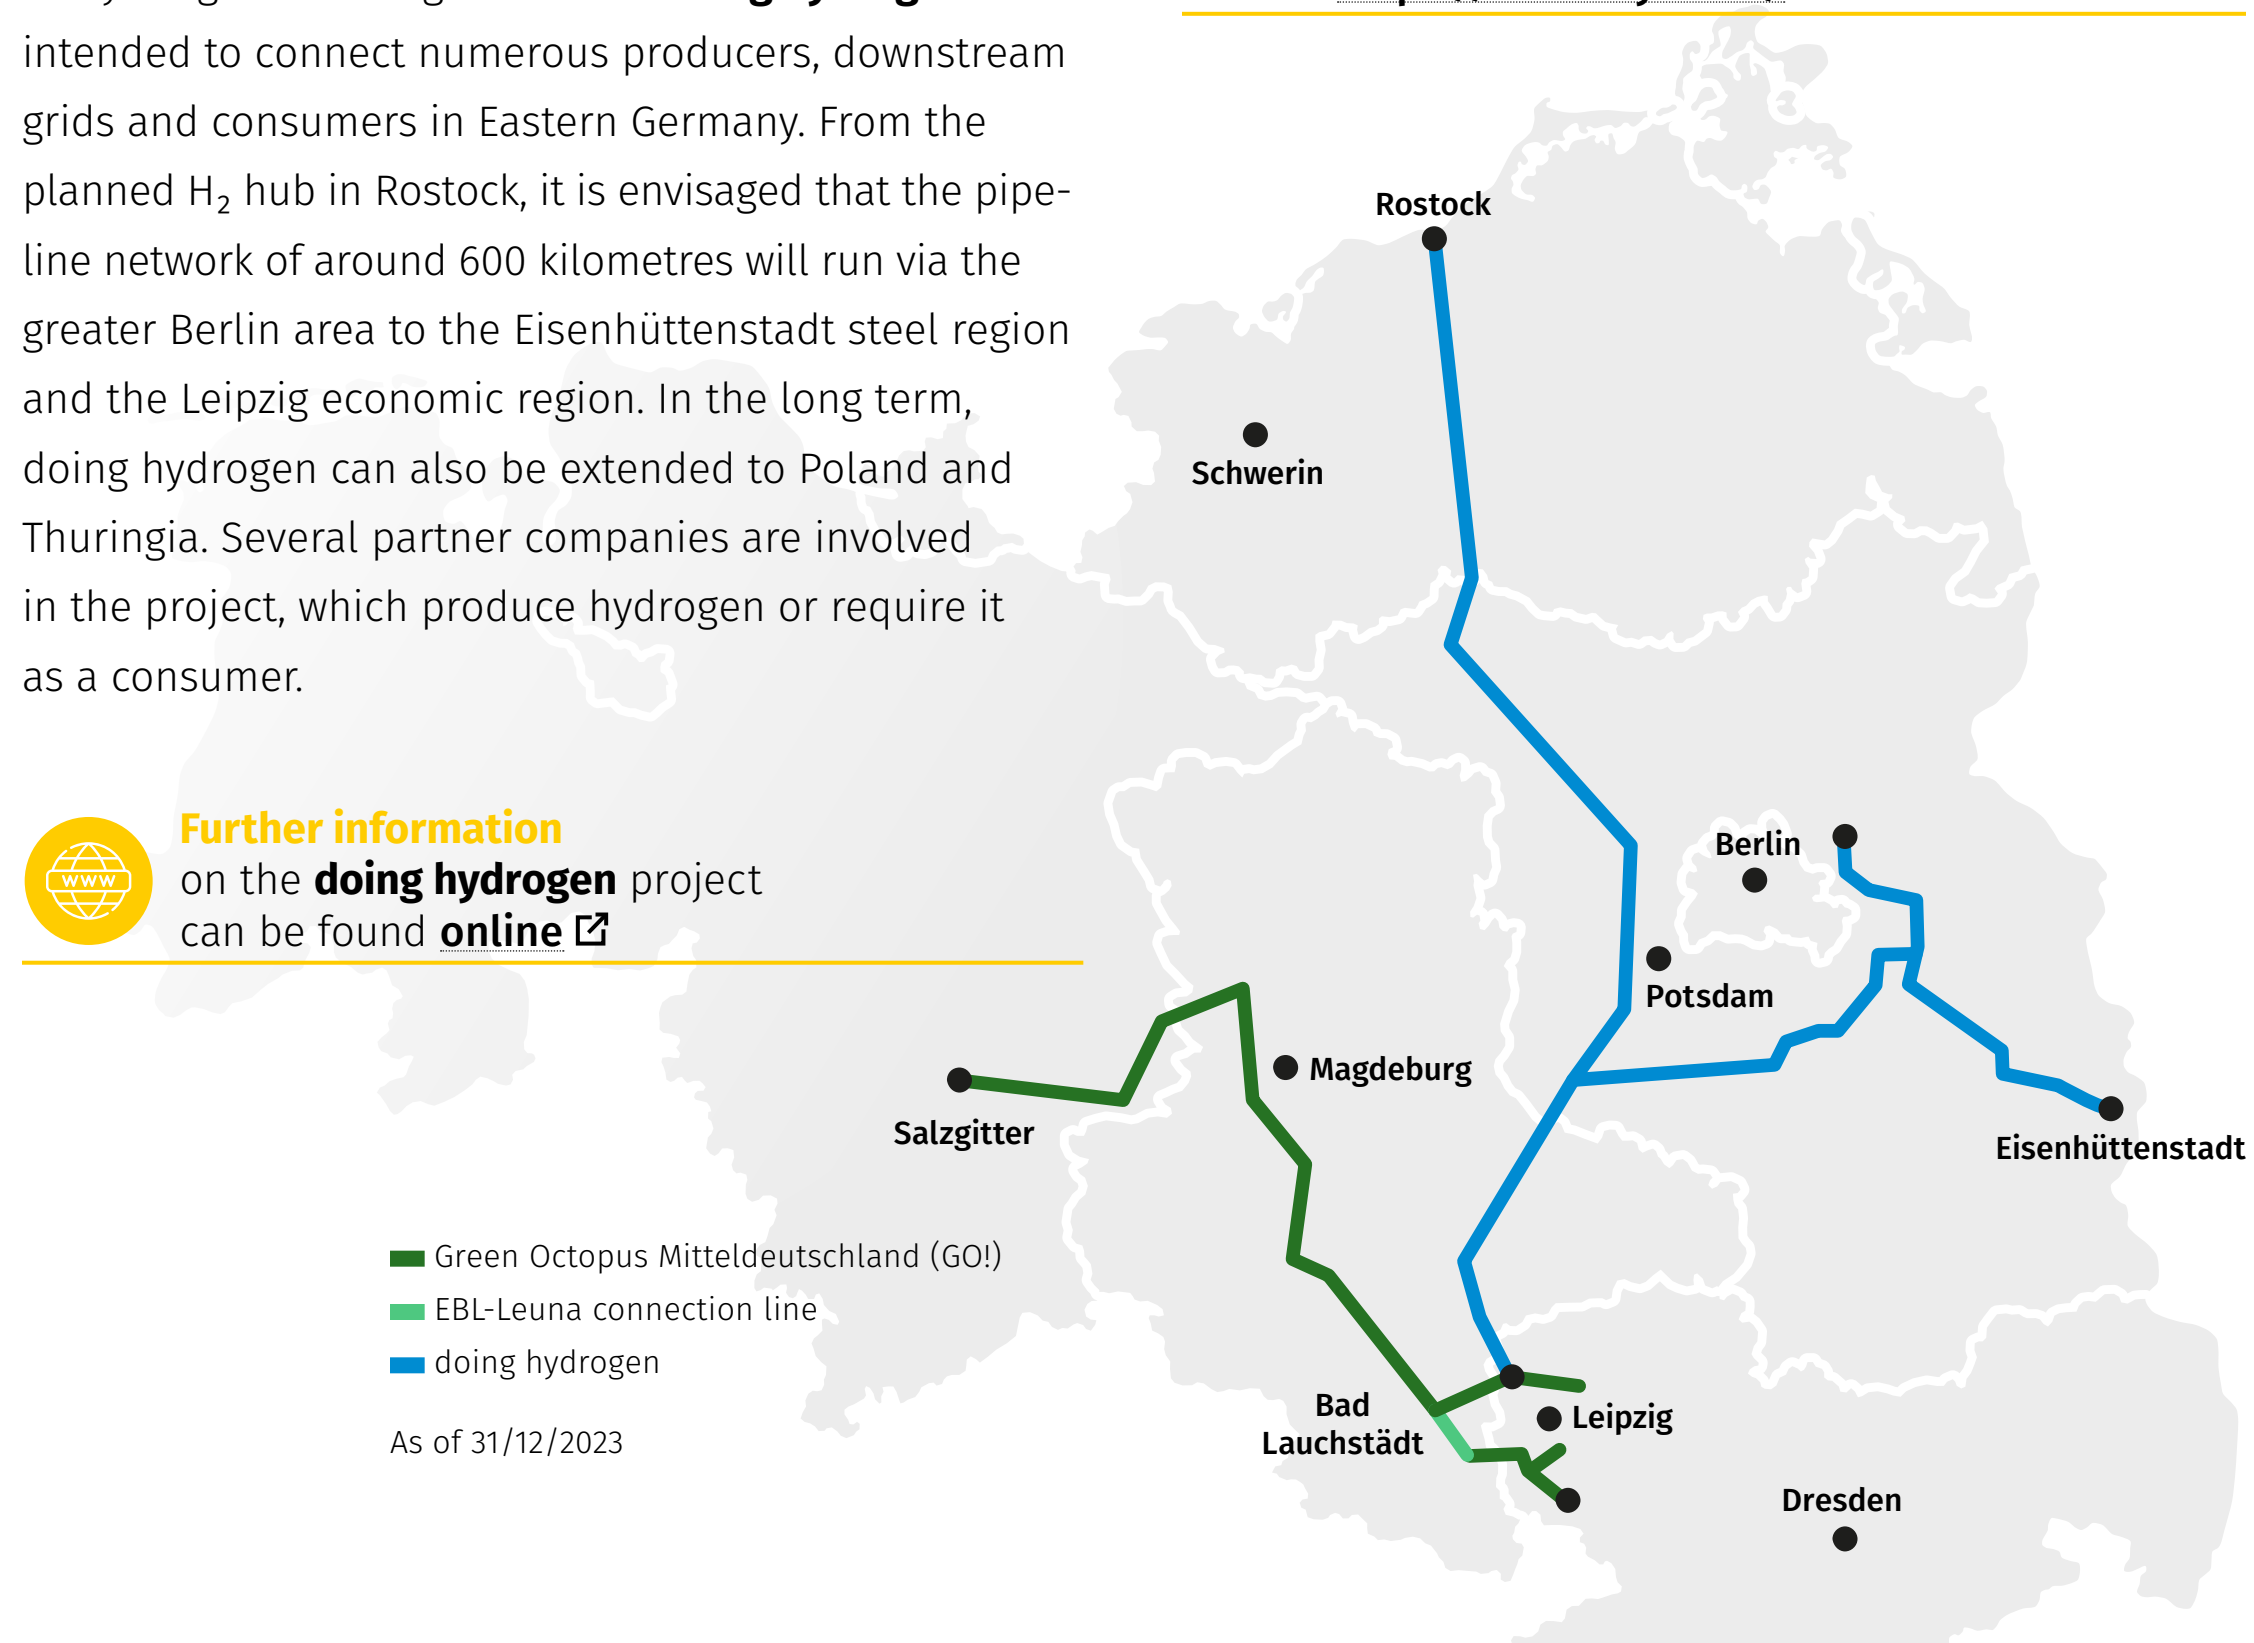 intended to connect numerous producers, downstream
grids and consumers in Eastern Germany. From the
planned H₂ hub in Rostock, it is envisaged that the pipe-
line network of around 600 kilometres will run via the
greater Berlin area to the Eisenhüttenstadt steel region
and the Leipzig economic region. In the long term,
doing hydrogen can also be extended to Poland and
Thuringia. Several partner companies are involved
in the project, which produce hydrogen or require it
as a consumer.
Further information
on the doing hydrogen project
can be found online
WWW
Rostock
Schwerin
Berlin
Potsdam
Magdeburg
Salzgitter
Eisenhüttenstadt
Green Octopus Mitteldeutschland (GO!)
EBL-Leuna connection line
doing hydrogen
As of 31/12/2023
Bad
Lauchstädt
Leipzig
Dresden